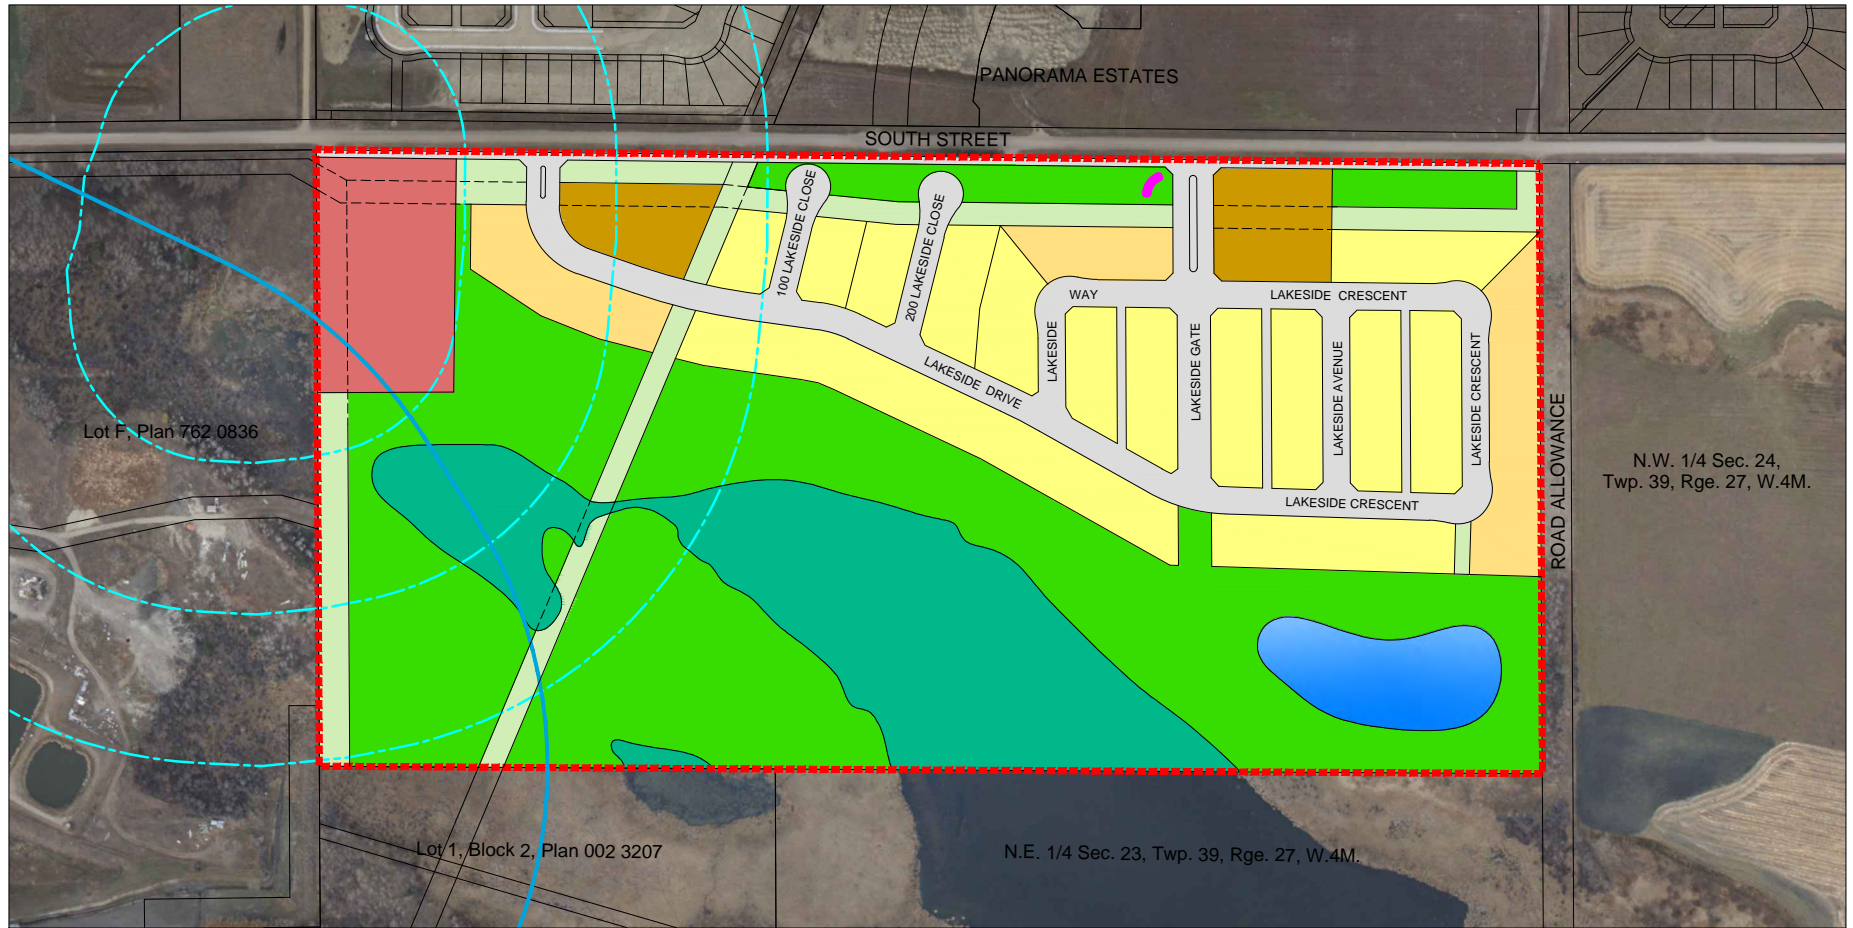 PANORAMA ESTATES
SOUTH STREET
100 LAKESIDE CLOSE
200 LAKESIDE CLOSE
WAY
LAKESIDE CRESCENT
LAKESIDE
LAKESIDE GATE
LAKESIDE AVENUE
LAKESIDE CRESCENT
LAKESIDE DRIVE
LAKESIDE CRESCENT
ROAD ALLOWANCE
Lot F, Plan 762 0836
N.W. 1/4 Sec. 24,
Twp. 39, Rge. 27, W.4M.
Lot 1, Block 2, Plan 002 3207
N.E. 1/4 Sec. 23, Twp. 39, Rge. 27, W.4M.